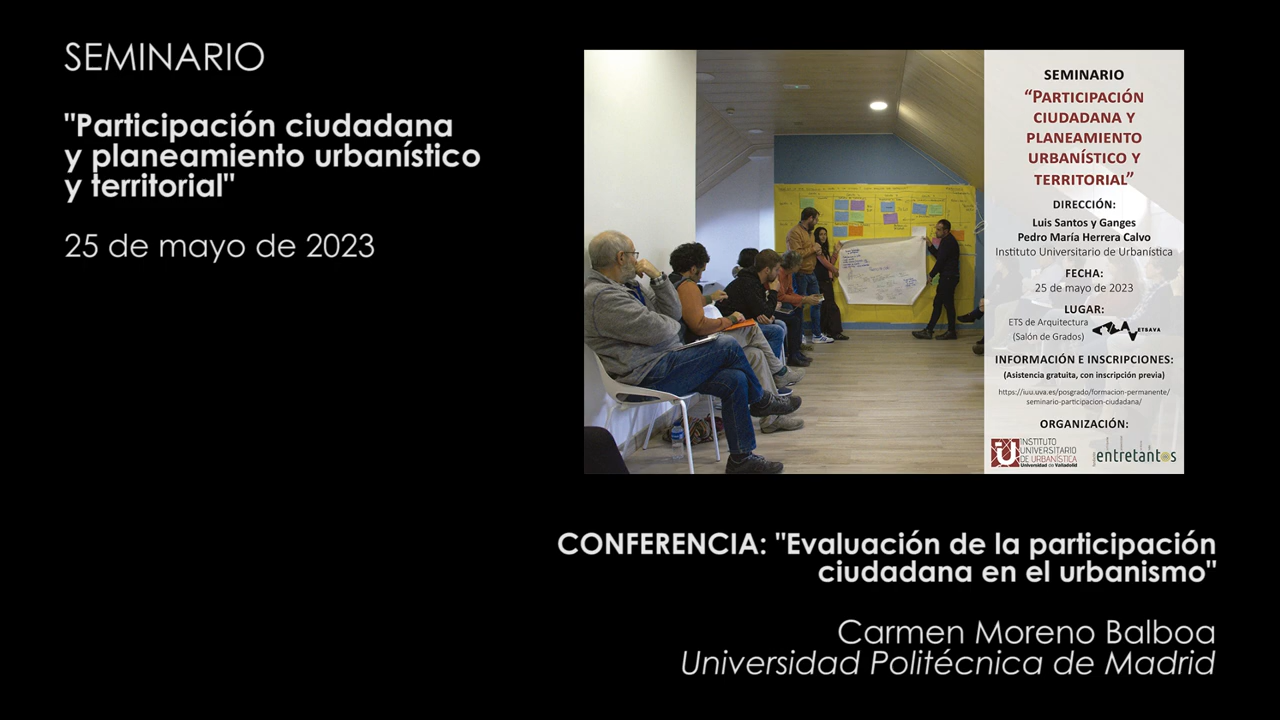 SEMINARIO
"Participación ciudadana
y planeamiento urbanístico
y territorial"
25 de mayo de 2023
SEMINARIO
“PARTICIPACIÓN
CIUDADANA Y
PLANEAMIENTO
URBANÍSTICO Y
TERRITORIAL”
DIRECCIÓN:
Luis Santos y Ganges
Pedro María Herrera Calvo
Instituto Universitario de Urbanística
FECHA:
25 de mayo de 2023
LUGAR:
ETS de Arquitectura
(Salón de Grados)
ETSAVA
INFORMACIÓN E INSCRIPCIONES:
(Asistencia gratuita, con inscripción previa)
https://iuu.uva.es/posgrado/formacion-permanente/
seminario-participacion-ciudadana/
ORGANIZACIÓN:
INSTITUTO
UNIVERSITARIO
DE URBANÍSTICA
Universidad de Valladolid
entretantos
CONFERENCIA: "Evaluación de la participación
ciudadana en el urbanismo"
Carmen Moreno Balboa
Universidad Politécnica de Madrid